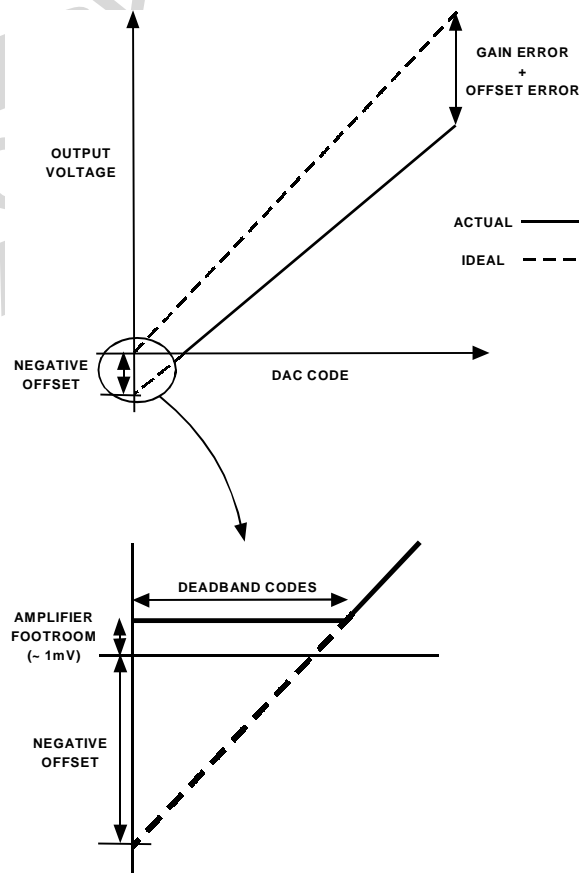 GAIN ERROR
+
OFFSET ERROR
OUTPUT
VOLTAGE
ACTUAL
IDEAL
NEGATIVE
OFFSET
DAC CODE
DEADBAND CODES
AMPLIFIER
FOOTROOM
(~ 1mV)
NEGATIVE
OFFSET